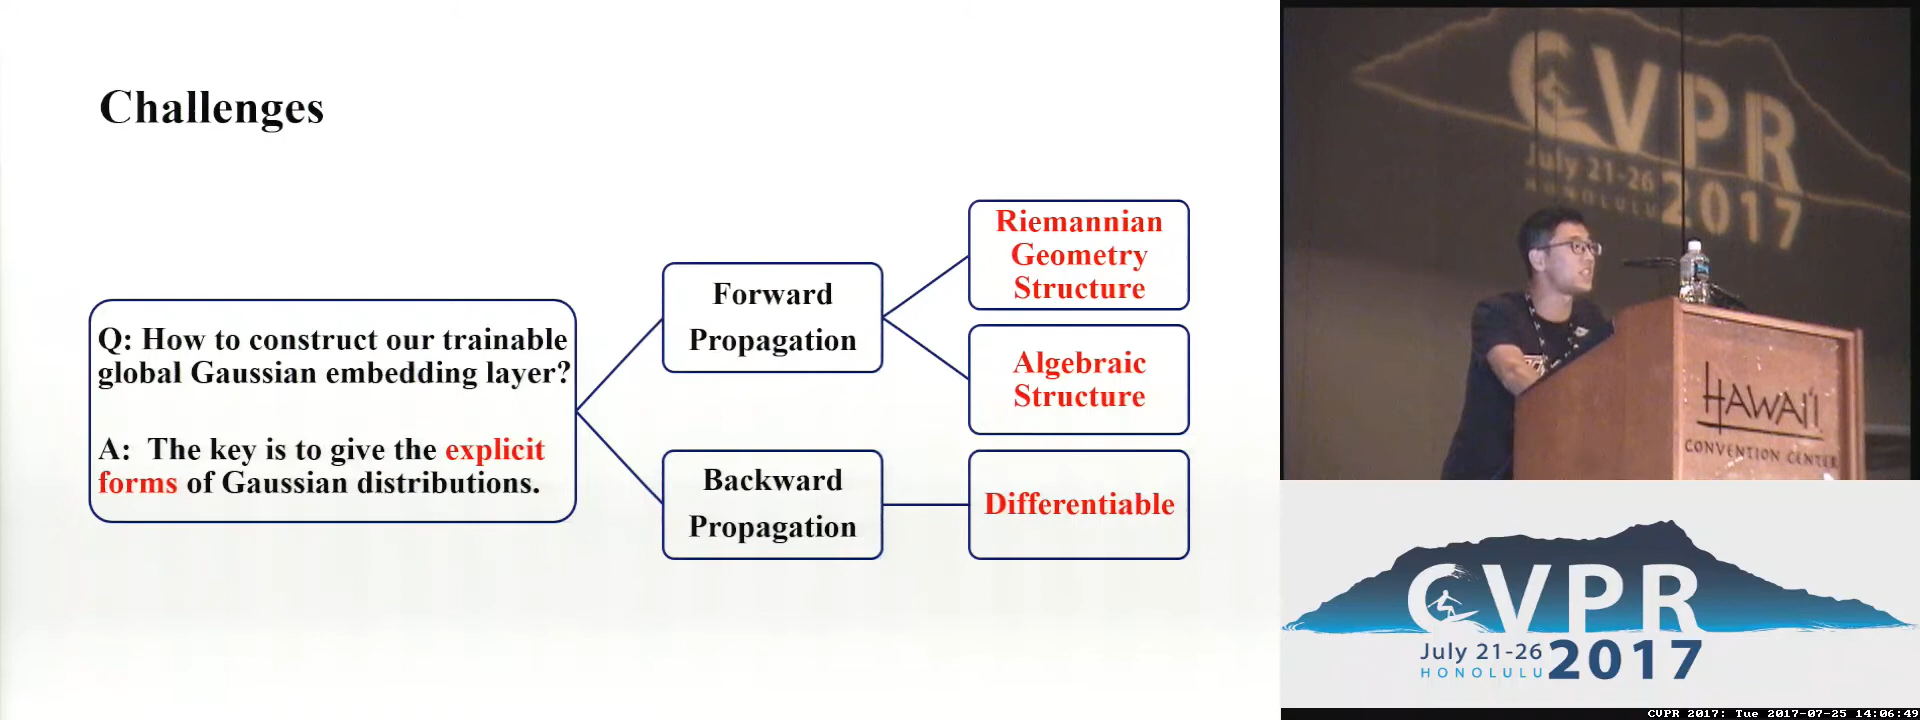 Challenges
Q: How to construct our trainable
global Gaussian embedding layer?
A: The key is to give the explicit
forms of Gaussian distributions.
Forward
Propagation
Backward
Propagation
Riemannian
Geometry
Structure
Algebraic
Structure
Differentiable
CVPR
July 21-26
HONOLULU 2017
HAWAI'I
CONVENTION CENTER
CVPR
July 21-26
HONOLULU 2017
CVPR 2017: Tue 2017-07-25 14:06:49